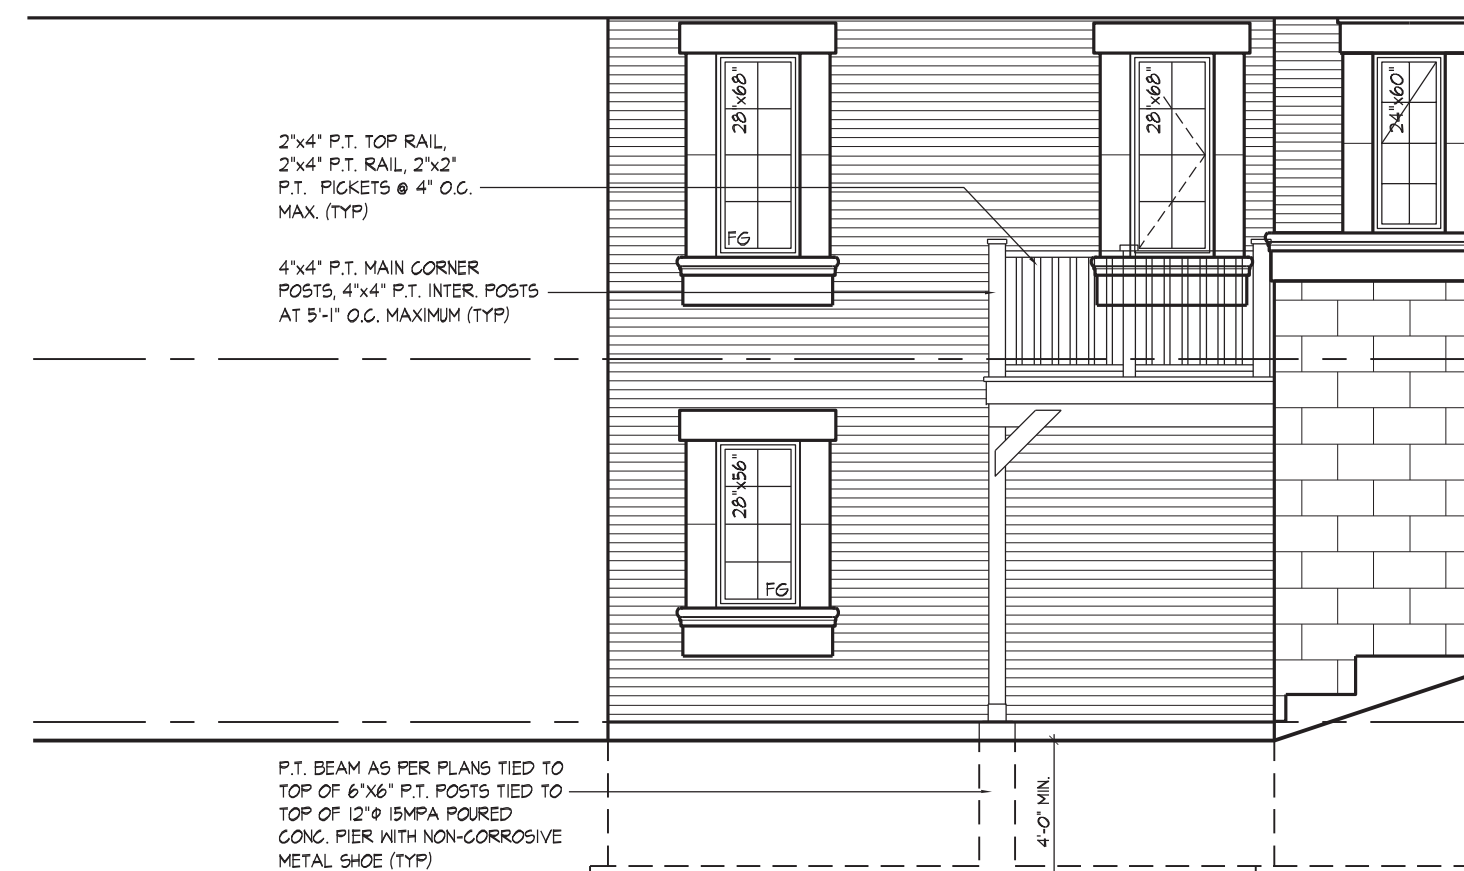 28"x68"
28"x68"
24"x60"
2"x4" P.T. TOP RAIL,
2"x4" P.T. RAIL, 2"x2"
P.T. PICKETS @ 4" O.C.
MAX. (TYP)
FG
4"x4" P.T. MAIN CORNER
POSTS, 4"x4" P.T. INTER. POSTS
AT 5'-1" O.C. MAXIMUM (TYP)
28"x56"
FG
P.T. BEAM AS PER PLANS TIED TO
TOP OF 6"X6" P.T. POSTS TIED TO
TOP OF 12"Φ 15MPA POURED
CONC. PIER WITH NON-CORROSIVE
METAL SHOE (TYP)
4'-0" MIN.